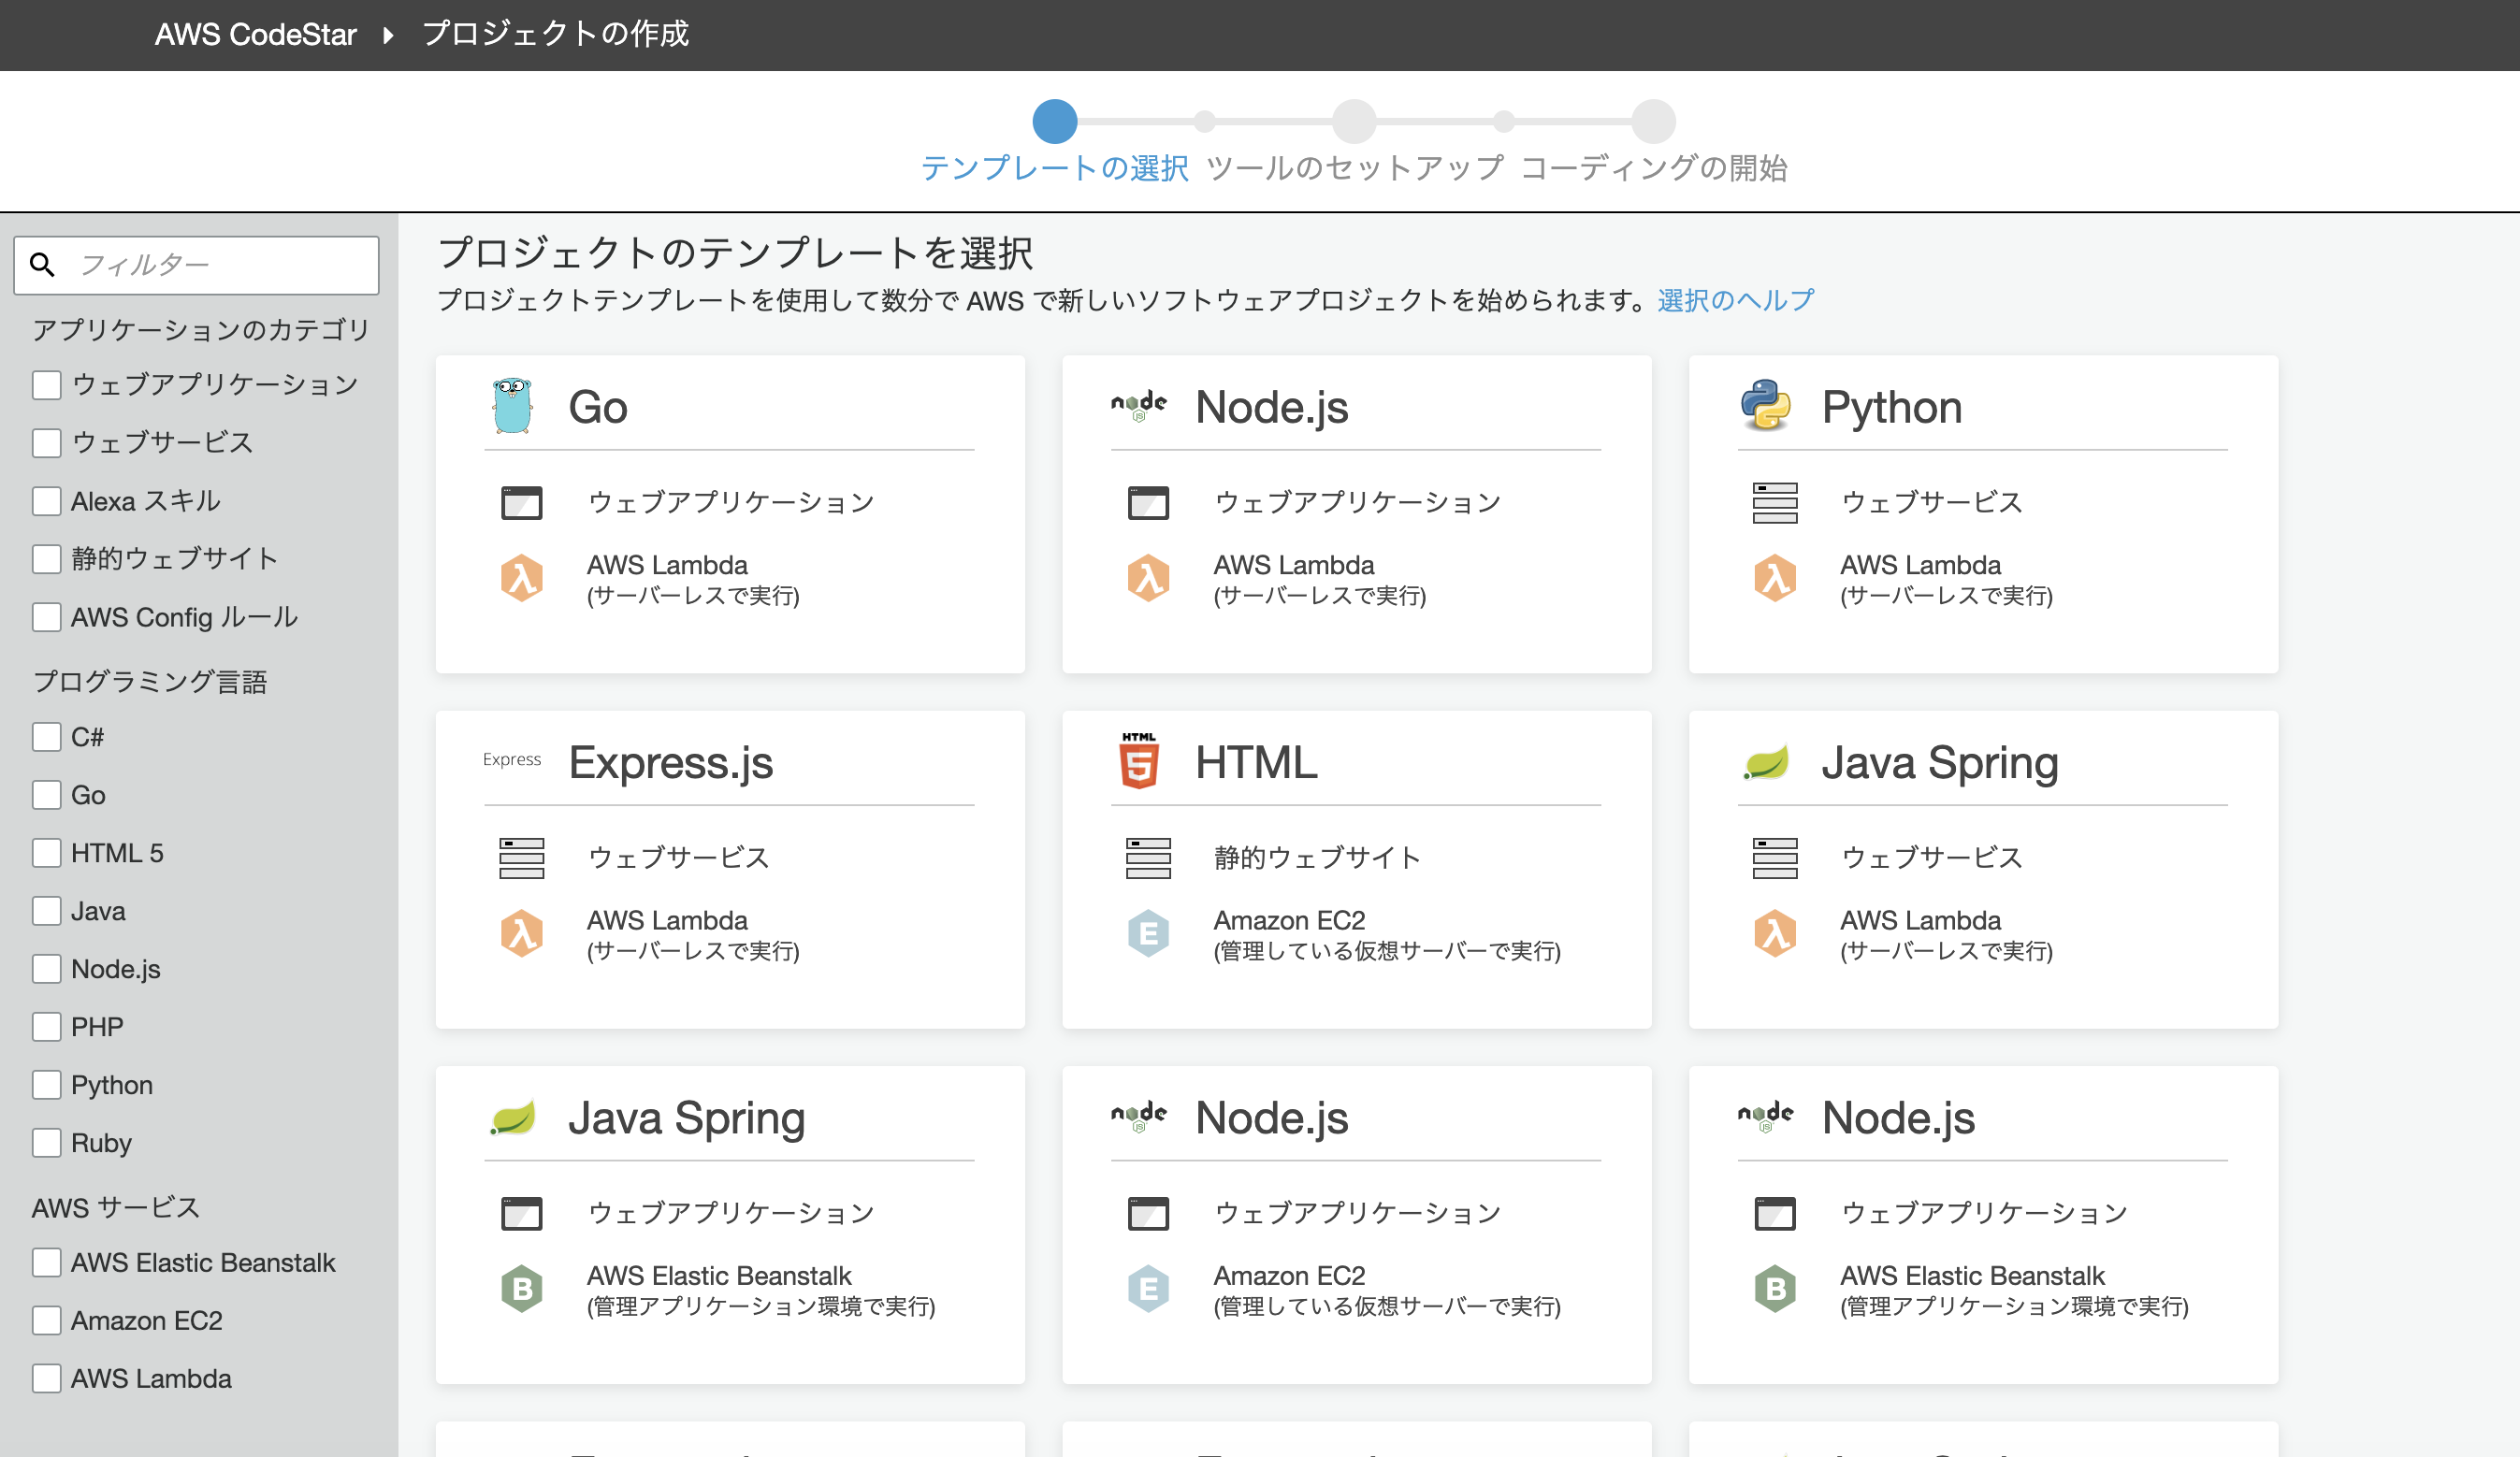 AWS CodeStar プロジェクトの作成
テンプレートの選択 ツールのセットアップ コーディングの開始
フィルター
アプリケーションのカテゴリ
ウェブアプリケーション
ウェブサービス
Alexa スキル
静的ウェブサイト
AWS Config ルール
プログラミング言語
C#
Go
HTML 5
Java
Node.js
PHP
Python
Ruby
AWS サービス
AWS Elastic Beanstalk
Amazon EC2
AWS Lambda
プロジェクトのテンプレートを選択
プロジェクトテンプレートを使用して数分で AWS で新しいソフトウェアプロジェクトを始められます。選択のヘルプ
Go
ウェブアプリケーション
AWS Lambda
(サーバーレスで実行)
node
JS
Node.js
ウェブアプリケーション
AWS Lambda
(サーバーレスで実行)
Python
ウェブサービス
AWS Lambda
(サーバーレスで実行)
Express
Express.js
ウェブサービス
AWS Lambda
(サーバーレスで実行)
HTML
5
HTML
静的ウェブサイト
E
Amazon EC2
(管理している仮想サーバーで実行)
Java Spring
ウェブサービス
AWS Lambda
(サーバーレスで実行)
Java Spring
ウェブアプリケーション
B
AWS Elastic Beanstalk
(管理アプリケーション環境で実行)
node
JS
Node.js
ウェブアプリケーション
E
Amazon EC2
(管理している仮想サーバーで実行)
node
JS
Node.js
ウェブアプリケーション
B
AWS Elastic Beanstalk
(管理アプリケーション環境で実行)